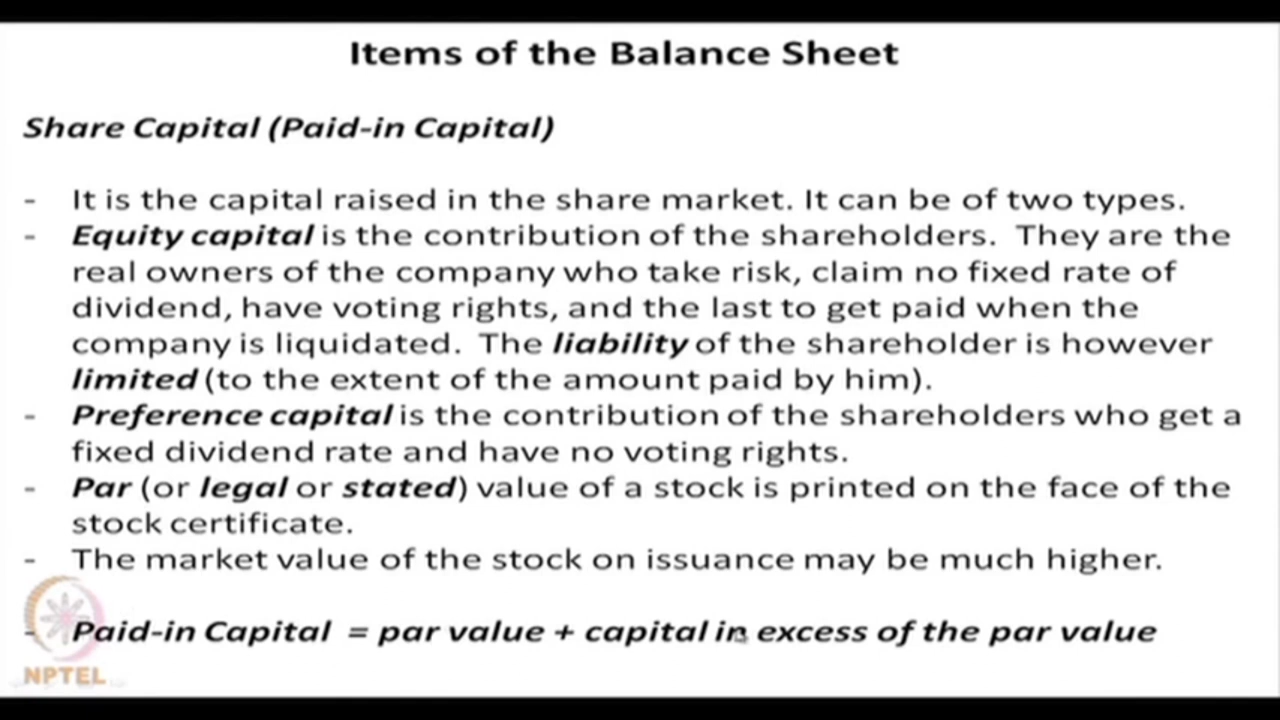 Items of the Balance Sheet
Share Capital (Paid-in Capital)
- It is the capital raised in the share market. It can be of two types.
- Equity capital is the contribution of the shareholders. They are the
real owners of the company who take risk, claim no fixed rate of
dividend, have voting rights, and the last to get paid when the
company is liquidated. The liability of the shareholder is however
limited (to the extent of the amount paid by him).
- Preference capital is the contribution of the shareholders who get a
fixed dividend rate and have no voting rights.
- Par (or legal or stated) value of a stock is printed on the face of the
stock certificate.
- The market value of the stock on issuance may be much higher.
- Paid-in Capital = par value + capital in excess of the par value
NPTEL